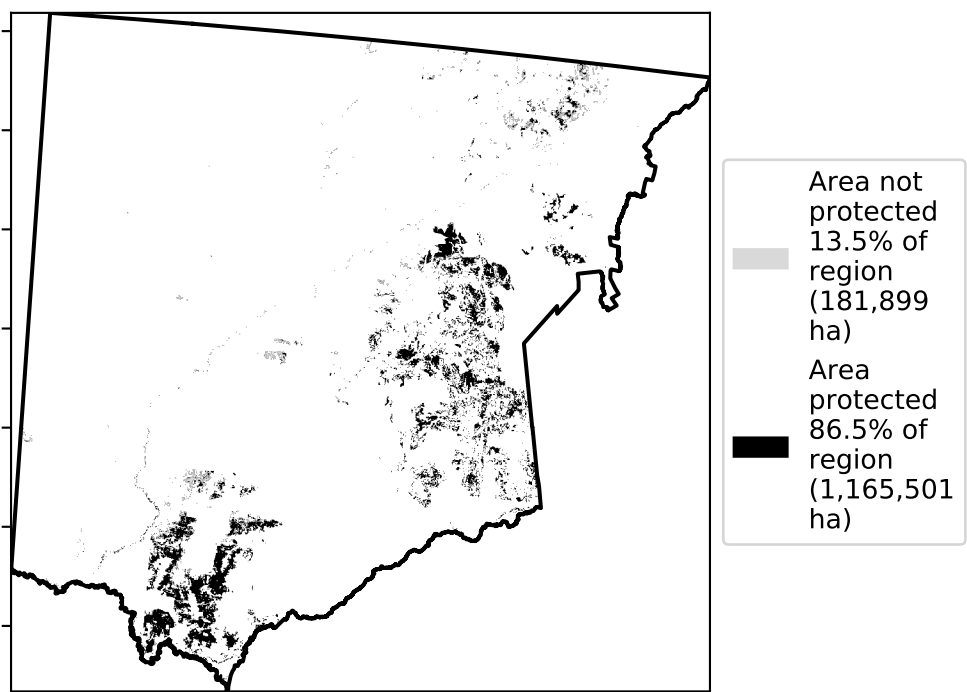 Area not
protected
13.5% of
region
(181,899
ha)
Area
protected
86.5% of
region
(1,165,501
ha)